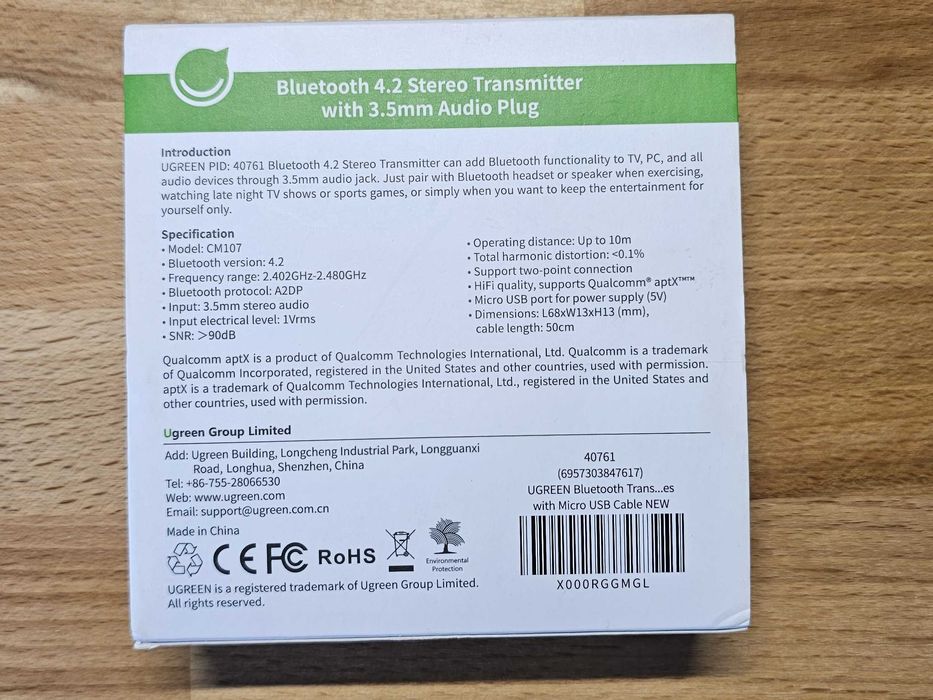 Bluetooth 4.2 Stereo Transmitter
with 3.5mm Audio Plug
Introduction
UGREEN PID: 40761 Bluetooth 4.2 Stereo Transmitter can add Bluetooth functionality to TV, PC, and all
audio devices through 3.5mm audio jack. Just pair with Bluetooth headset or speaker when exercising,
watching late night TV shows or sports games, or simply when you want to keep the entertainment for
yourself only.
Specification
• Model: CM107
• Bluetooth version: 4.2
• Frequency range: 2.402GHz-2.480GHz
• Bluetooth protocol: A2DP
• Input: 3.5mm stereo audio
• Input electrical level: 1Vrms
• SNR: >90dB
• Operating distance: Up to 10m
• Total harmonic distortion: <0.1%
• Support two-point connection
• HiFi quality, supports Qualcomm® aptX™™
• Micro USB port for power supply (5V)
• Dimensions: L68xW13xH13 (mm),
cable length: 50cm
Qualcomm aptX is a product of Qualcomm Technologies International, Ltd. Qualcomm is a trademark
of Qualcomm Incorporated, registered in the United States and other countries, used with permission.
aptX is a trademark of Qualcomm Technologies International, Ltd., registered in the United States and
other countries, used with permission.
Ugreen Group Limited
Add: Ugreen Building, Longcheng Industrial Park, Longguanxi
Road, Longhua, Shenzhen, China
Tel: +86-755-28066530
Web: www.ugreen.com
Email: support@ugreen.com.cn
Made in China
CE FC RoHS
Environmental
Protection
UGREEN is a registered trademark of Ugreen Group Limited.
All rights reserved.
40761
(6957303847617)
UGREEN Bluetooth Trans...es
with Micro USB Cable NEW
X000RGGMGL